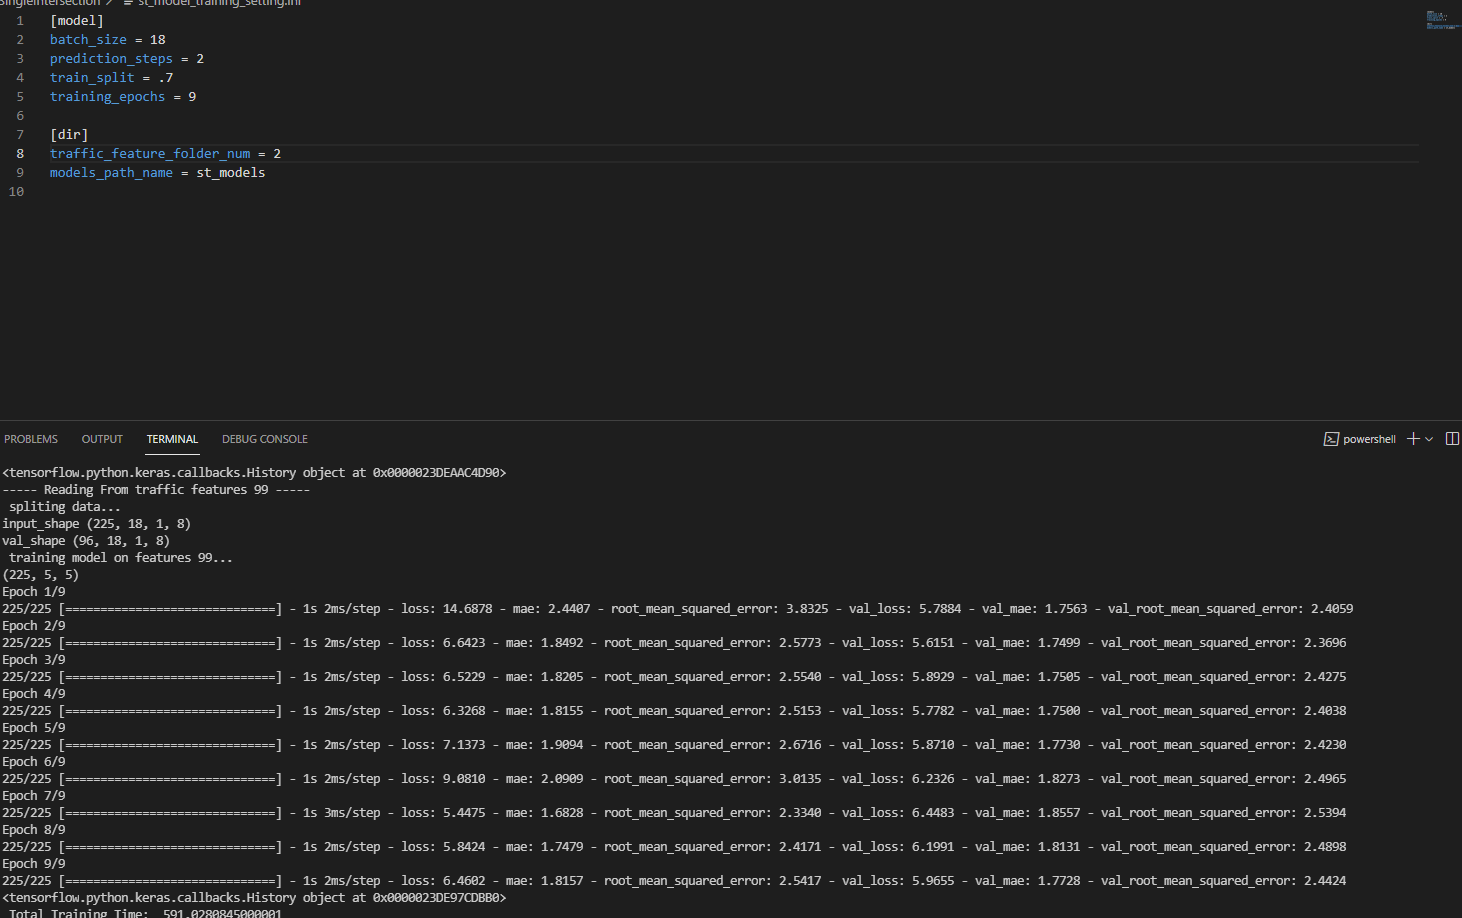 SingleIntersection > st_model_training_setting.ini
1 [model]
2 batch_size = 18
3 prediction_steps = 2
4 train_split = .7
5 training_epochs = 9
6
7 [dir]
8 traffic_feature_folder_num = 2
9 models_path_name = st_models
10
PROBLEMS OUTPUT TERMINAL DEBUG CONSOLE powershell
<tensorflow.python.keras.callbacks.History object at 0x0000023DEAAC4D90>
----- Reading From traffic features 99 -----
spliting data...
input_shape (225, 18, 1, 8)
val_shape (96, 18, 1, 8)
training model on features 99...
(225, 5, 5)
Epoch 1/9
225/225 [==============================] - 1s 2ms/step - loss: 14.6878 - mae: 2.4407 - root_mean_squared_error: 3.8325 - val_loss: 5.7884 - val_mae: 1.7563 - val_root_mean_squared_error: 2.4059
Epoch 2/9
225/225 [==============================] - 1s 2ms/step - loss: 6.6423 - mae: 1.8492 - root_mean_squared_error: 2.5773 - val_loss: 5.6151 - val_mae: 1.7499 - val_root_mean_squared_error: 2.3696
Epoch 3/9
225/225 [==============================] - 1s 2ms/step - loss: 6.5229 - mae: 1.8205 - root_mean_squared_error: 2.5540 - val_loss: 5.8929 - val_mae: 1.7505 - val_root_mean_squared_error: 2.4275
Epoch 4/9
225/225 [==============================] - 1s 2ms/step - loss: 6.3268 - mae: 1.8155 - root_mean_squared_error: 2.5153 - val_loss: 5.7782 - val_mae: 1.7500 - val_root_mean_squared_error: 2.4038
Epoch 5/9
225/225 [==============================] - 1s 2ms/step - loss: 7.1373 - mae: 1.9094 - root_mean_squared_error: 2.6716 - val_loss: 5.8710 - val_mae: 1.7730 - val_root_mean_squared_error: 2.4230
Epoch 6/9
225/225 [==============================] - 1s 2ms/step - loss: 9.0810 - mae: 2.0909 - root_mean_squared_error: 3.0135 - val_loss: 6.2326 - val_mae: 1.8273 - val_root_mean_squared_error: 2.4965
Epoch 7/9
225/225 [==============================] - 1s 3ms/step - loss: 5.4475 - mae: 1.6828 - root_mean_squared_error: 2.3340 - val_loss: 6.4483 - val_mae: 1.8557 - val_root_mean_squared_error: 2.5394
Epoch 8/9
225/225 [==============================] - 1s 2ms/step - loss: 5.8424 - mae: 1.7479 - root_mean_squared_error: 2.4171 - val_loss: 6.1991 - val_mae: 1.8131 - val_root_mean_squared_error: 2.4898
Epoch 9/9
225/225 [==============================] - 1s 2ms/step - loss: 6.4602 - mae: 1.8157 - root_mean_squared_error: 2.5417 - val_loss: 5.9655 - val_mae: 1.7728 - val_root_mean_squared_error: 2.4424
<tensorflow.python.keras.callbacks.History object at 0x0000023DE97CDBB0>
Total Training Time: 591.0280845000001